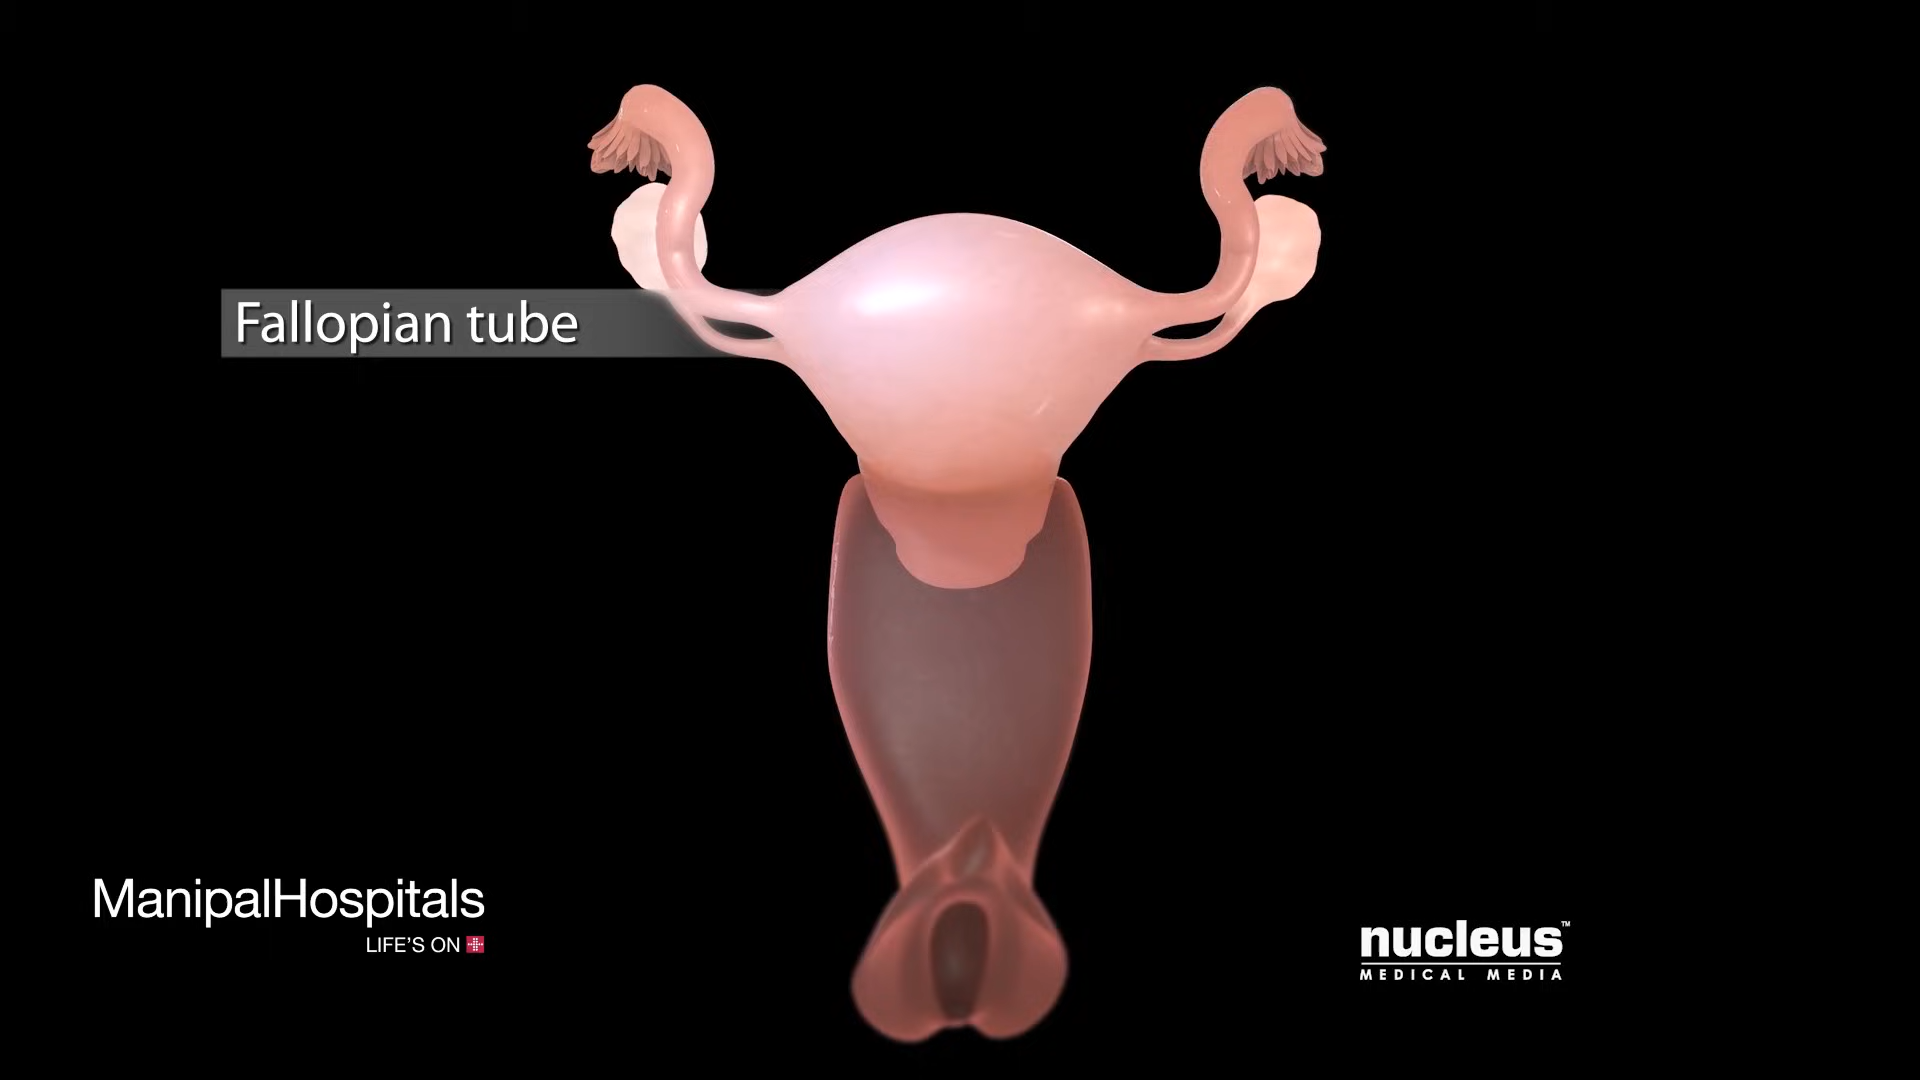 Fallopian tube
ManipalHospitals
LIFE'S ON
nucleus™
MEDICAL MEDIA